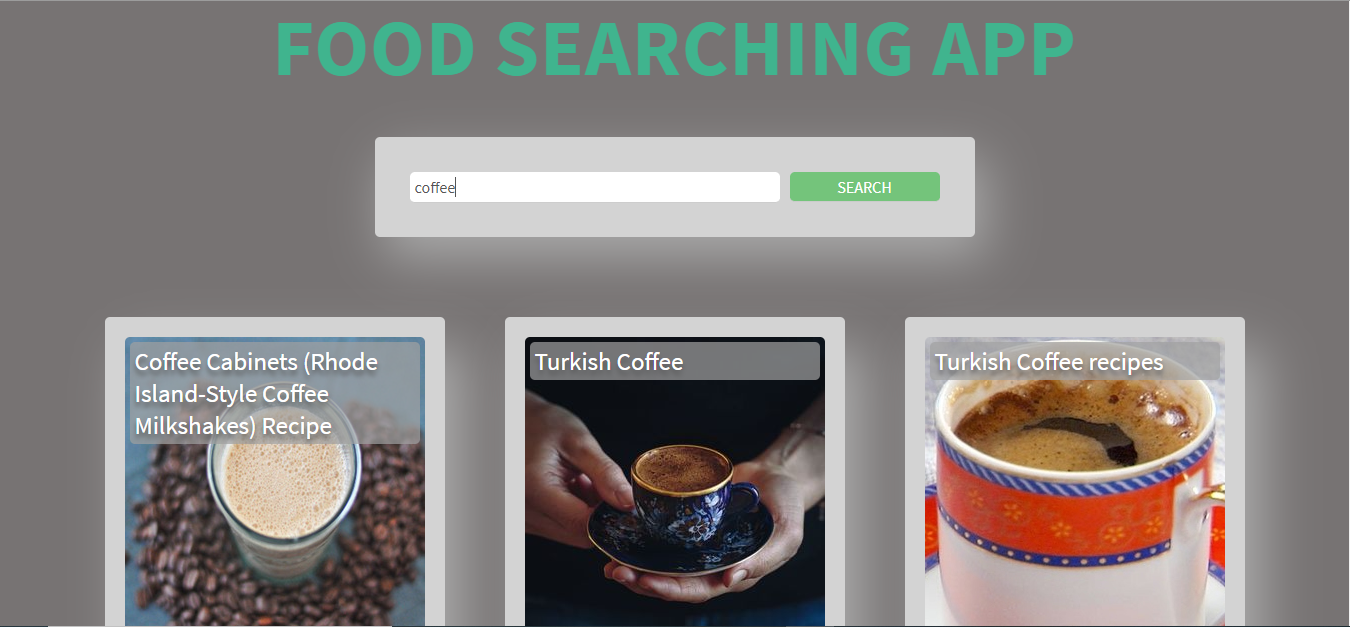 FOOD SEARCHING APP
coffee
SEARCH
Coffee Cabinets (Rhode
Island-Style Coffee
Milkshakes) Recipe
Turkish Coffee
Turkish Coffee recipes